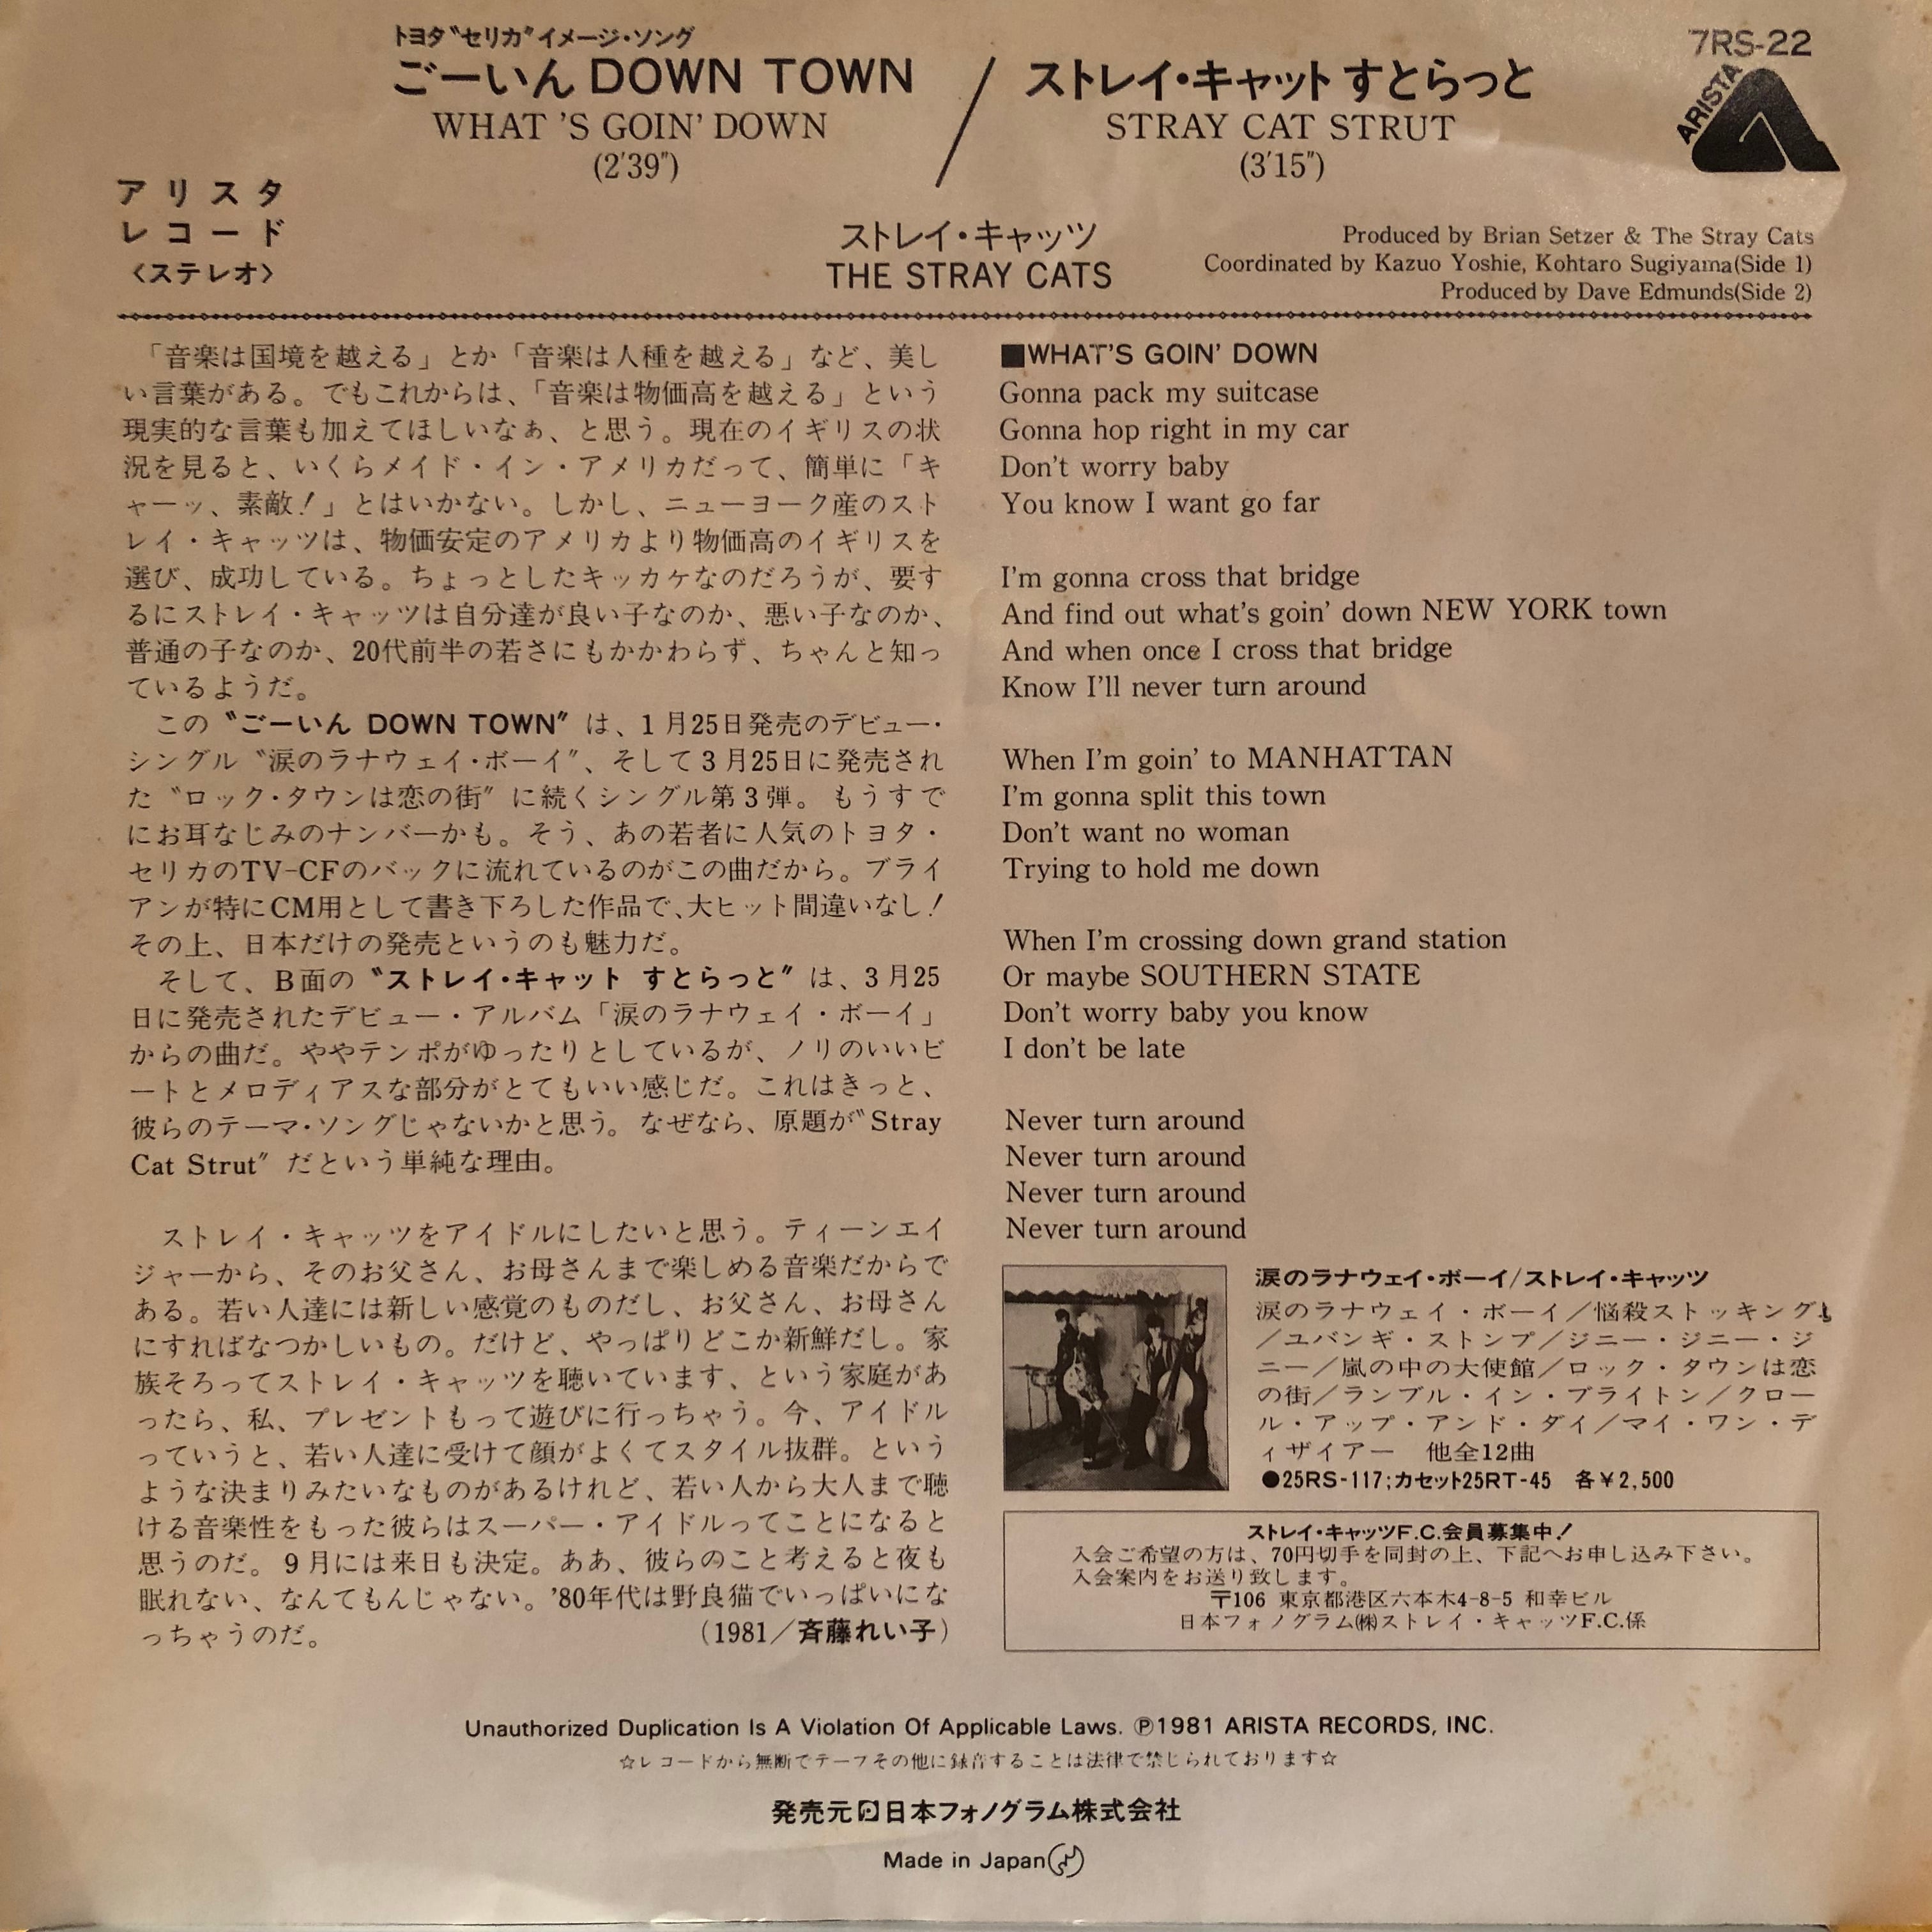 トヨタ〝セリカ〞イメージ・ソング
ごーいん DOWN TOWN
WHAT 'S GOIN' DOWN
(2′39″)
ストレイ・キャット すとらっと
STRAY CAT STRUT
(3′15″)
7RS-22
ARISTA
アリスタ
レコード
〈ステレオ〉
ストレイ・キャッツ
THE STRAY CATS
Produced by Brian Setzer & The Stray Cats
Coordinated by Kazuo Yoshie, Kohtaro Sugiyama(Side 1)
Produced by Dave Edmunds(Side 2)
「音楽は国境を越える」とか「音楽は人種を越える」など、美し
い言葉がある。でもこれからは、「音楽は物価高を越える」という
現実的な言葉も加えてほしいなぁ、と思う。現在のイギリスの状
況を見ると、いくらメイド・イン・アメリカだって、簡単に「キ
ャーッ、素敵！」とはいかない。しかし、ニューヨーク産のスト
レイ・キャッツは、物価安定のアメリカより物価高のイギリスを
選び、成功している。ちょっとしたキッカケなのだろうが、要す
るにストレイ・キャッツは自分達が良い子なのか、悪い子なのか、
普通の子なのか、20代前半の若さにもかかわらず、ちゃんと知っ
ているようだ。
この〝ごーいん DOWN TOWN〞は、1月25日発売のデビュー・
シングル〝涙のラナウェイ・ボーイ〞、そして3月25日に発売され
た〝ロック・タウンは恋の街〞に続くシングル第3弾。もうすで
にお耳なじみのナンバーかも。そう、あの若者に人気のトヨタ・
セリカのTV-CFのバックに流れているのがこの曲だから。ブライ
アンが特にCM用として書き下ろした作品で、大ヒット間違いなし！
その上、日本だけの発売というのも魅力だ。
そして、B面の〝ストレイ・キャット すとらっと〞は、3月25
日に発売されたデビュー・アルバム「涙のラナウェイ・ボーイ」
からの曲だ。ややテンポがゆったりとしているが、ノリのいいビ
ートとメロディアスな部分がとてもいい感じだ。これはきっと、
彼らのテーマ・ソングじゃないかと思う。なぜなら、原題が〝Stray
Cat Strut〞だという単純な理由。
ストレイ・キャッツをアイドルにしたいと思う。ティーンエイ
ジャーから、そのお父さん、お母さんまで楽しめる音楽だからで
ある。若い人達には新しい感覚のものだし、お父さん、お母さん
にすればなつかしいもの。だけど、やっぱりどこか新鮮だし。家
族そろってストレイ・キャッツを聴いています、という家庭があ
ったら、私、プレゼントもって遊びに行っちゃう。今、アイドル
っていうと、若い人達に受けて顔がよくてスタイル抜群。という
ような決まりみたいなものがあるけれど、若い人から大人まで聴
ける音楽性をもった彼らはスーパー・アイドルってことになると
思うのだ。9月には来日も決定。ああ、彼らのこと考えると夜も
眠れない、なんてもんじゃない。'80年代は野良猫でいっぱいにな
っちゃうのだ。
(1981／斉藤れい子)
■WHAT'S GOIN' DOWN
Gonna pack my suitcase
Gonna hop right in my car
Don't worry baby
You know I want go far
I'm gonna cross that bridge
And find out what's goin' down NEW YORK town
And when once I cross that bridge
Know I'll never turn around
When I'm goin' to MANHATTAN
I'm gonna split this town
Don't want no woman
Trying to hold me down
When I'm crossing down grand station
Or maybe SOUTHERN STATE
Don't worry baby you know
I don't be late
Never turn around
Never turn around
Never turn around
Never turn around
涙のラナウェイ・ボーイ/ストレイ・キャッツ
涙のラナウェイ・ボーイ／悩殺ストッキング！
／ユバンギ・ストンプ／ジニー・ジニー・ジ
ニー／嵐の中の大使館／ロック・タウンは恋
の街／ランブル・イン・ブライトン／クロー
ル・アップ・アンド・ダイ／マイ・ワン・デ
ィザイアー 他全12曲
●25RS-117;カセット25RT-45 各￥2,500
ストレイ・キャッツF.C.会員募集中！
入会ご希望の方は、70円切手を同封の上、下記へお申し込み下さい。
入会案内をお送り致します。
〒106 東京都港区六本木4-8-5 和幸ビル
日本フォノグラム㈱ストレイ・キャッツF.C.係
Unauthorized Duplication Is A Violation Of Applicable Laws. ℗1981 ARISTA RECORDS, INC.
☆レコードから無断でテープその他に録音することは法律で禁じられております☆
発売元 日本フォノグラム株式会社
Made in Japan